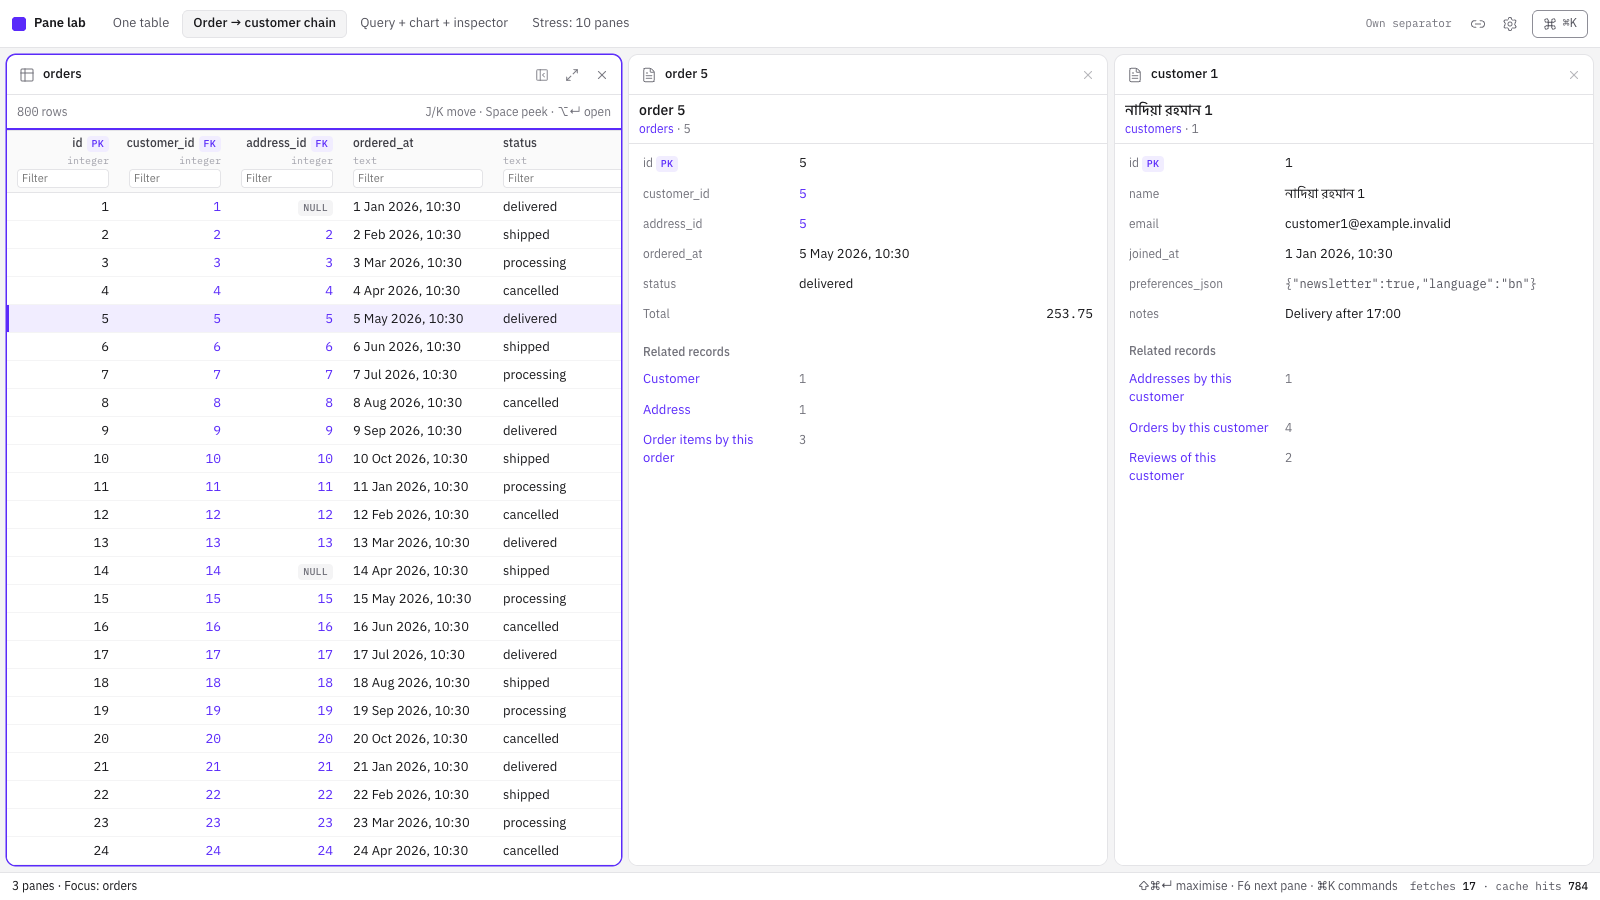 Pane lab One table Order → customer chain Query + chart + inspector Stress: 10 panes Own separator ⌘ ⌘K
orders
800 rows J/K move · Space peek · ⌥↵ open
id PK customer_id FK address_id FK ordered_at status
integer integer integer text text
Filter Filter Filter Filter Filter
1 1 NULL 1 Jan 2026, 10:30 delivered
2 2 2 2 Feb 2026, 10:30 shipped
3 3 3 3 Mar 2026, 10:30 processing
4 4 4 4 Apr 2026, 10:30 cancelled
5 5 5 5 May 2026, 10:30 delivered
6 6 6 6 Jun 2026, 10:30 shipped
7 7 7 7 Jul 2026, 10:30 processing
8 8 8 8 Aug 2026, 10:30 cancelled
9 9 9 9 Sep 2026, 10:30 delivered
10 10 10 10 Oct 2026, 10:30 shipped
11 11 11 11 Jan 2026, 10:30 processing
12 12 12 12 Feb 2026, 10:30 cancelled
13 13 13 13 Mar 2026, 10:30 delivered
14 14 NULL 14 Apr 2026, 10:30 shipped
15 15 15 15 May 2026, 10:30 processing
16 16 16 16 Jun 2026, 10:30 cancelled
17 17 17 17 Jul 2026, 10:30 delivered
18 18 18 18 Aug 2026, 10:30 shipped
19 19 19 19 Sep 2026, 10:30 processing
20 20 20 20 Oct 2026, 10:30 cancelled
21 21 21 21 Jan 2026, 10:30 delivered
22 22 22 22 Feb 2026, 10:30 shipped
23 23 23 23 Mar 2026, 10:30 processing
24 24 24 24 Apr 2026, 10:30 cancelled
order 5
order 5
orders · 5
id PK 5
customer_id 5
address_id 5
ordered_at 5 May 2026, 10:30
status delivered
Total 253.75
Related records
Customer 1
Address 1
Order items by this 3
order
customer 1
নাদিয়া রহমান 1
customers · 1
id PK 1
name নাদিয়া রহমান 1
email customer1@example.invalid
joined_at 1 Jan 2026, 10:30
preferences_json {"newsletter":true,"language":"bn"}
notes Delivery after 17:00
Related records
Addresses by this 1
customer
Orders by this customer 4
Reviews of this 2
customer
3 panes · Focus: orders ⇧⌘↵ maximise · F6 next pane · ⌘K commands fetches 17 · cache hits 784